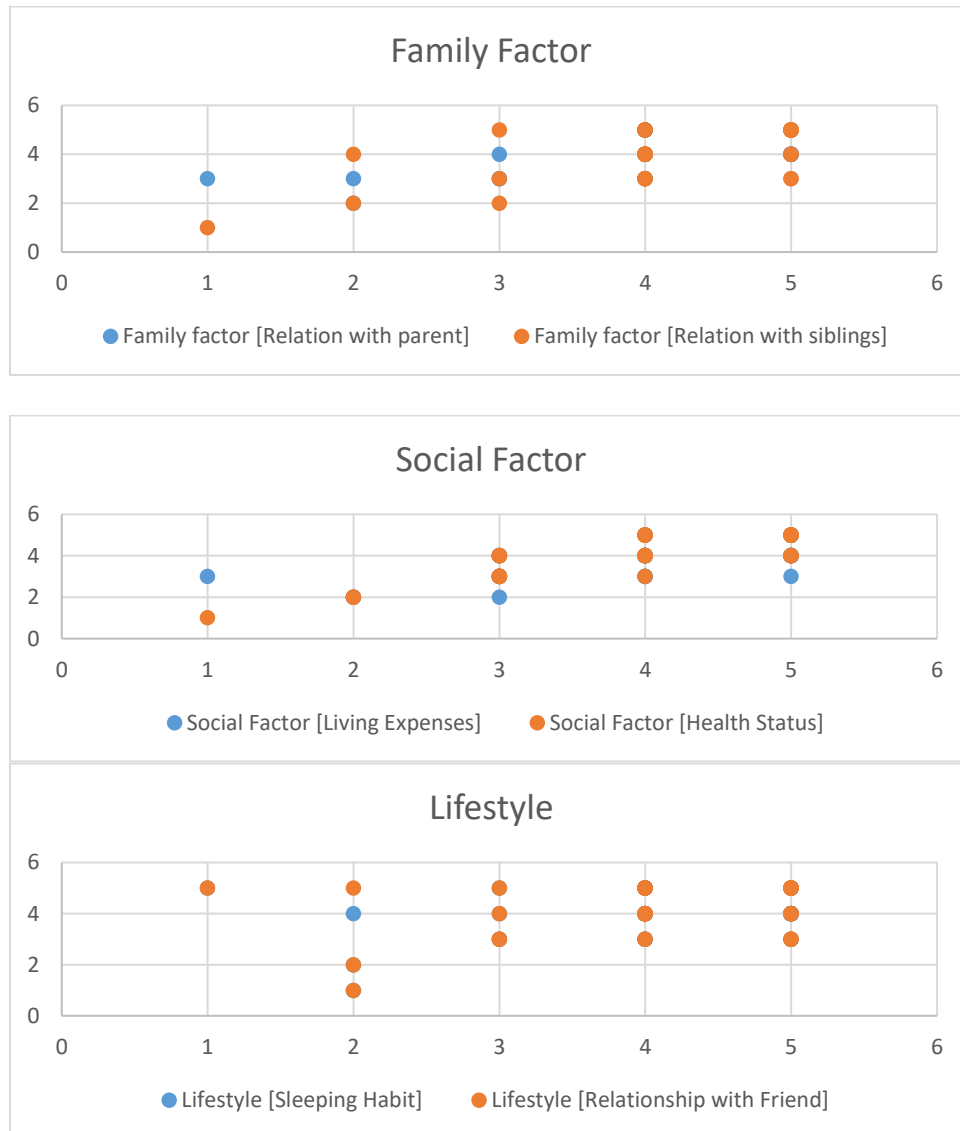 Family Factor
6
4
2
0
0 1 2 3 4 5 6
Family factor [Relation with parent] Family factor [Relation with siblings]
Social Factor
6
4
2
0
0 1 2 3 4 5 6
Social Factor [Living Expenses] Social Factor [Health Status]
Lifestyle
6
4
2
0
0 1 2 3 4 5 6
Lifestyle [Sleeping Habit] Lifestyle [Relationship with Friend]